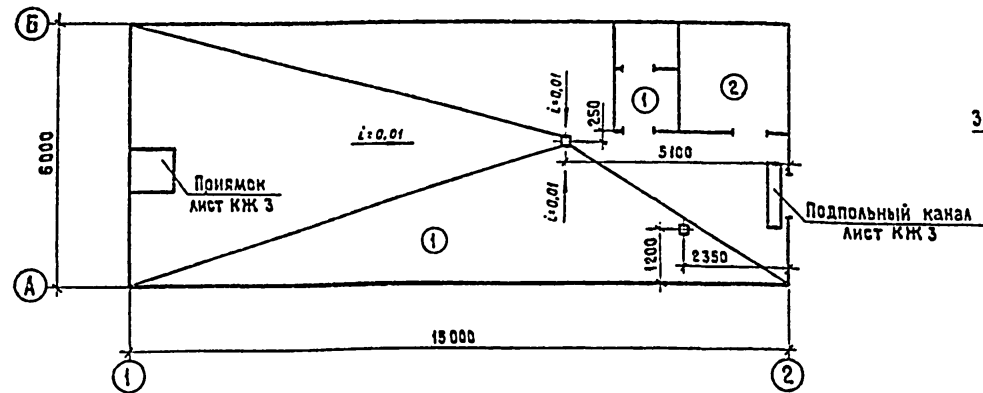 Б
6000
А
i=0,01
Приямок
лист КЖ 3
1
i=0,01
250
i=0,01
1
2
5100
1200
2350
Подпольный канал
лист КЖ 3
3
15000
1
2